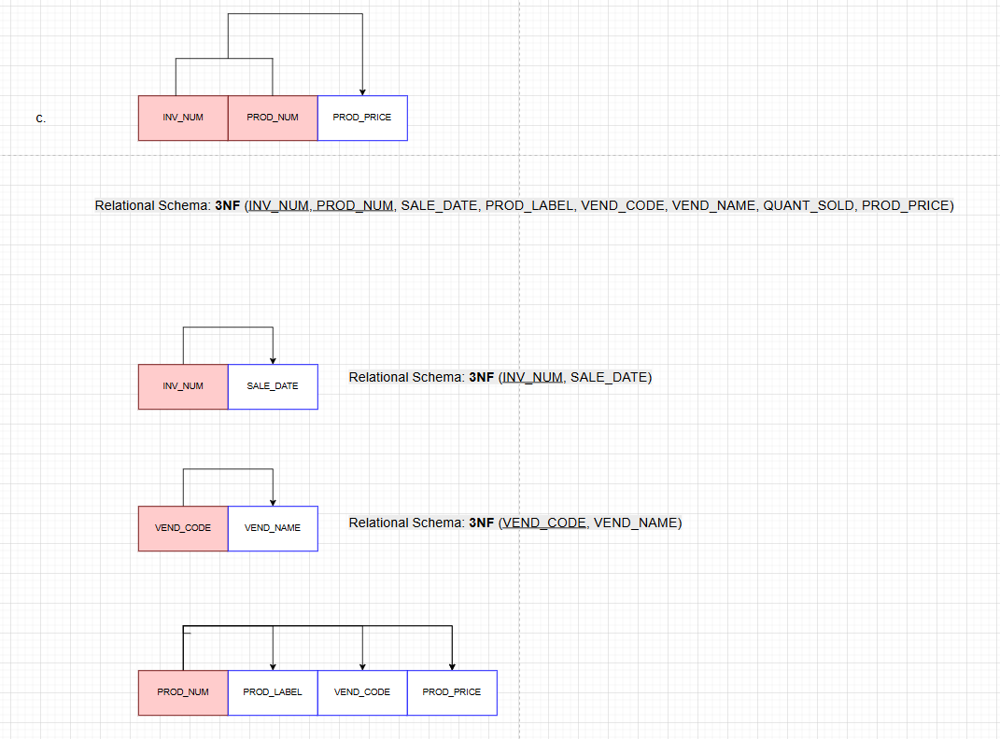 c.
INV_NUM PROD_NUM PROD_PRICE
Relational Schema: 3NF (INV_NUM, PROD_NUM, SALE_DATE, PROD_LABEL, VEND_CODE, VEND_NAME, QUANT_SOLD, PROD_PRICE)
INV_NUM SALE_DATE
Relational Schema: 3NF (INV_NUM, SALE_DATE)
VEND_CODE VEND_NAME
Relational Schema: 3NF (VEND_CODE, VEND_NAME)
PROD_NUM PROD_LABEL VEND_CODE PROD_PRICE